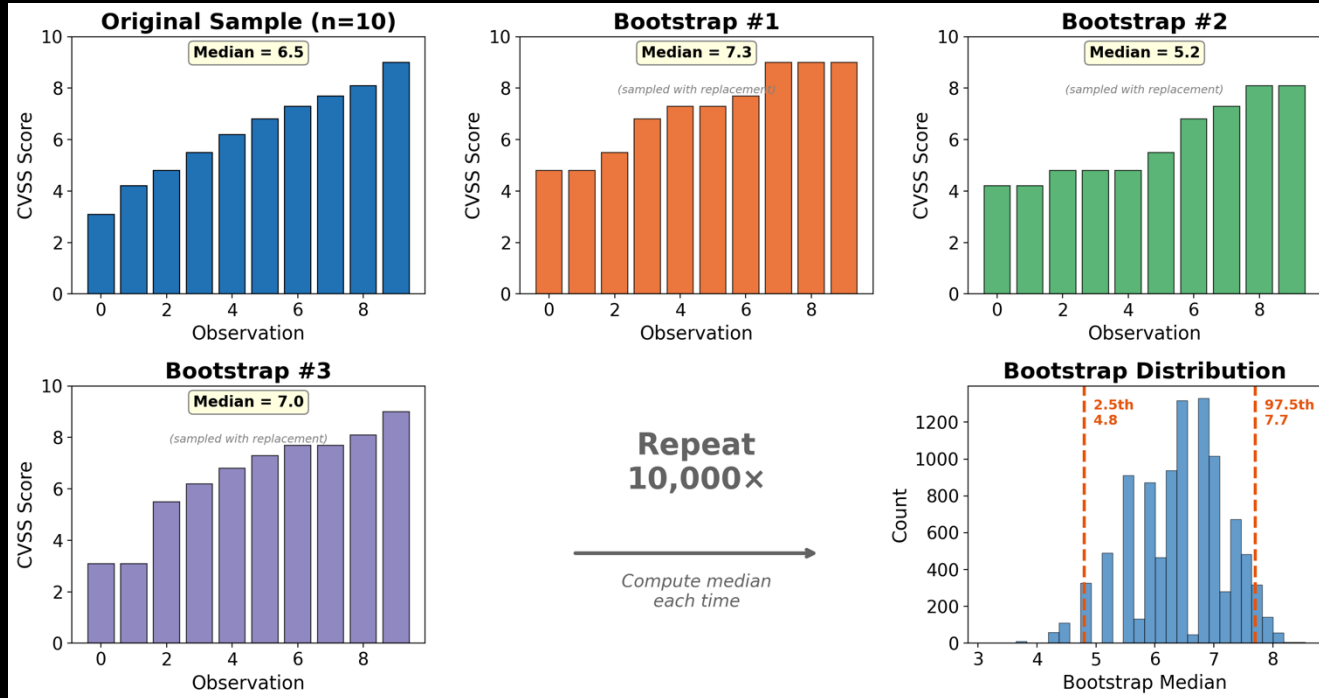 Original Sample (n=10)
Median = 6.5
CVSS Score
10
8
6
4
2
0
0 2 4 6 8
Observation
Bootstrap #1
Median = 7.3
(sampled with replacement)
CVSS Score
10
8
6
4
2
0
0 2 4 6 8
Observation
Bootstrap #2
Median = 5.2
(sampled with replacement)
CVSS Score
10
8
6
4
2
0
0 2 4 6 8
Observation
Bootstrap #3
Median = 7.0
(sampled with replacement)
CVSS Score
10
8
6
4
2
0
0 2 4 6 8
Observation
Repeat
10,000×
Compute median
each time
Bootstrap Distribution
2.5th
4.8
97.5th
7.7
Count
1200
1000
800
600
400
200
0
3 4 5 6 7 8
Bootstrap Median